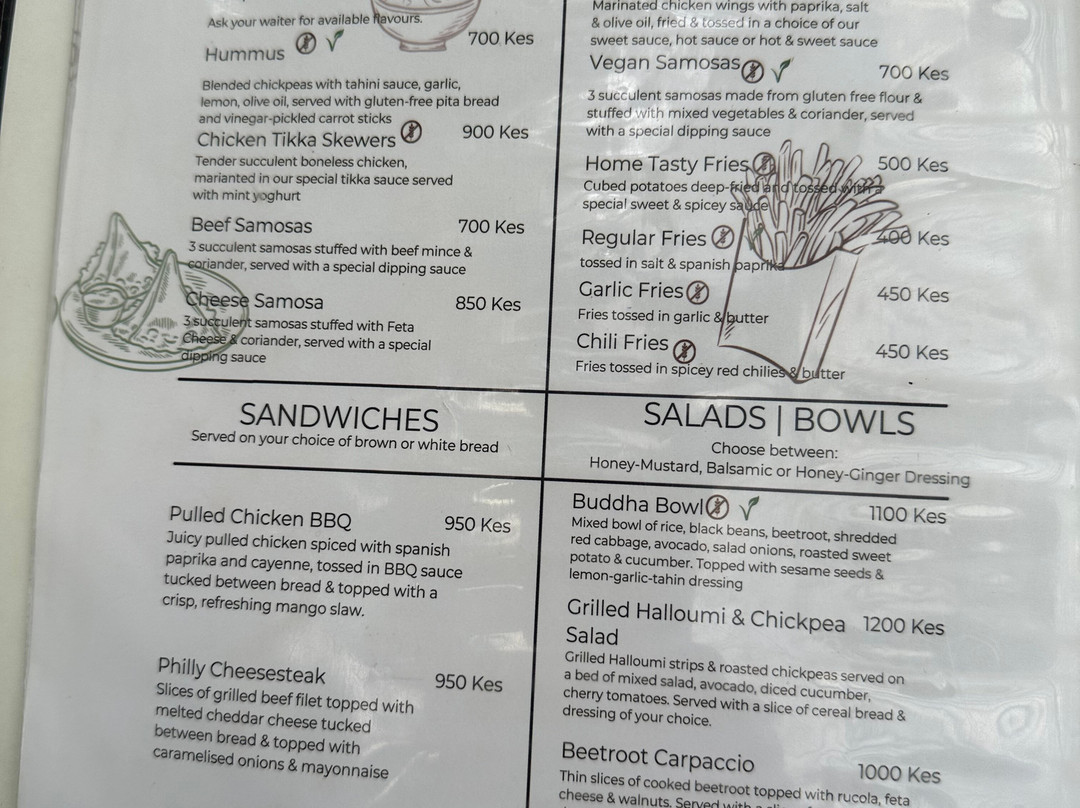 Ask your waiter for available flavours.
Hummus 700 Kes
Blended chickpeas with tahini sauce, garlic,
lemon, olive oil, served with gluten-free pita bread
and vinegar-pickled carrot sticks
Chicken Tikka Skewers 900 Kes
Tender succulent boneless chicken,
marianted in our special tikka sauce served
with mint yoghurt
Beef Samosas 700 Kes
3 succulent samosas stuffed with beef mince &
coriander, served with a special dipping sauce
Cheese Samosa 850 Kes
3 succulent samosas stuffed with Feta
Cheese & coriander, served with a special
dipping sauce
Marinated chicken wings with paprika, salt
& olive oil, fried & tossed in a choice of our
sweet sauce, hot sauce or hot & sweet sauce
Vegan Samosas 700 Kes
3 succulent samosas made from gluten free flour &
stuffed with mixed vegetables & coriander, served
with a special dipping sauce
Home Tasty Fries 500 Kes
Cubed potatoes deep-fried and tossed with a
special sweet & spicey sauce
Regular Fries 400 Kes
tossed in salt & spanish paprika
Garlic Fries 450 Kes
Fries tossed in garlic & butter
Chili Fries 450 Kes
Fries tossed in spicey red chilies & butter
SANDWICHES
Served on your choice of brown or white bread
Pulled Chicken BBQ 950 Kes
Juicy pulled chicken spiced with spanish
paprika and cayenne, tossed in BBQ sauce
tucked between bread & topped with a
crisp, refreshing mango slaw.
Philly Cheesesteak 950 Kes
Slices of grilled beef filet topped with
melted cheddar cheese tucked
between bread & topped with
caramelised onions & mayonnaise
SALADS | BOWLS
Choose between:
Honey-Mustard, Balsamic or Honey-Ginger Dressing
Buddha Bowl 1100 Kes
Mixed bowl of rice, black beans, beetroot, shredded
red cabbage, avocado, salad onions, roasted sweet
potato & cucumber. Topped with sesame seeds &
lemon-garlic-tahin dressing
Grilled Halloumi & Chickpea 1200 Kes
Salad
Grilled Halloumi strips & roasted chickpeas served on
a bed of mixed salad, avocado, diced cucumber,
cherry tomatoes. Served with a slice of cereal bread &
dressing of your choice.
Beetroot Carpaccio 1000 Kes
Thin slices of cooked beetroot topped with rucola, feta
cheese & walnuts. Served with a